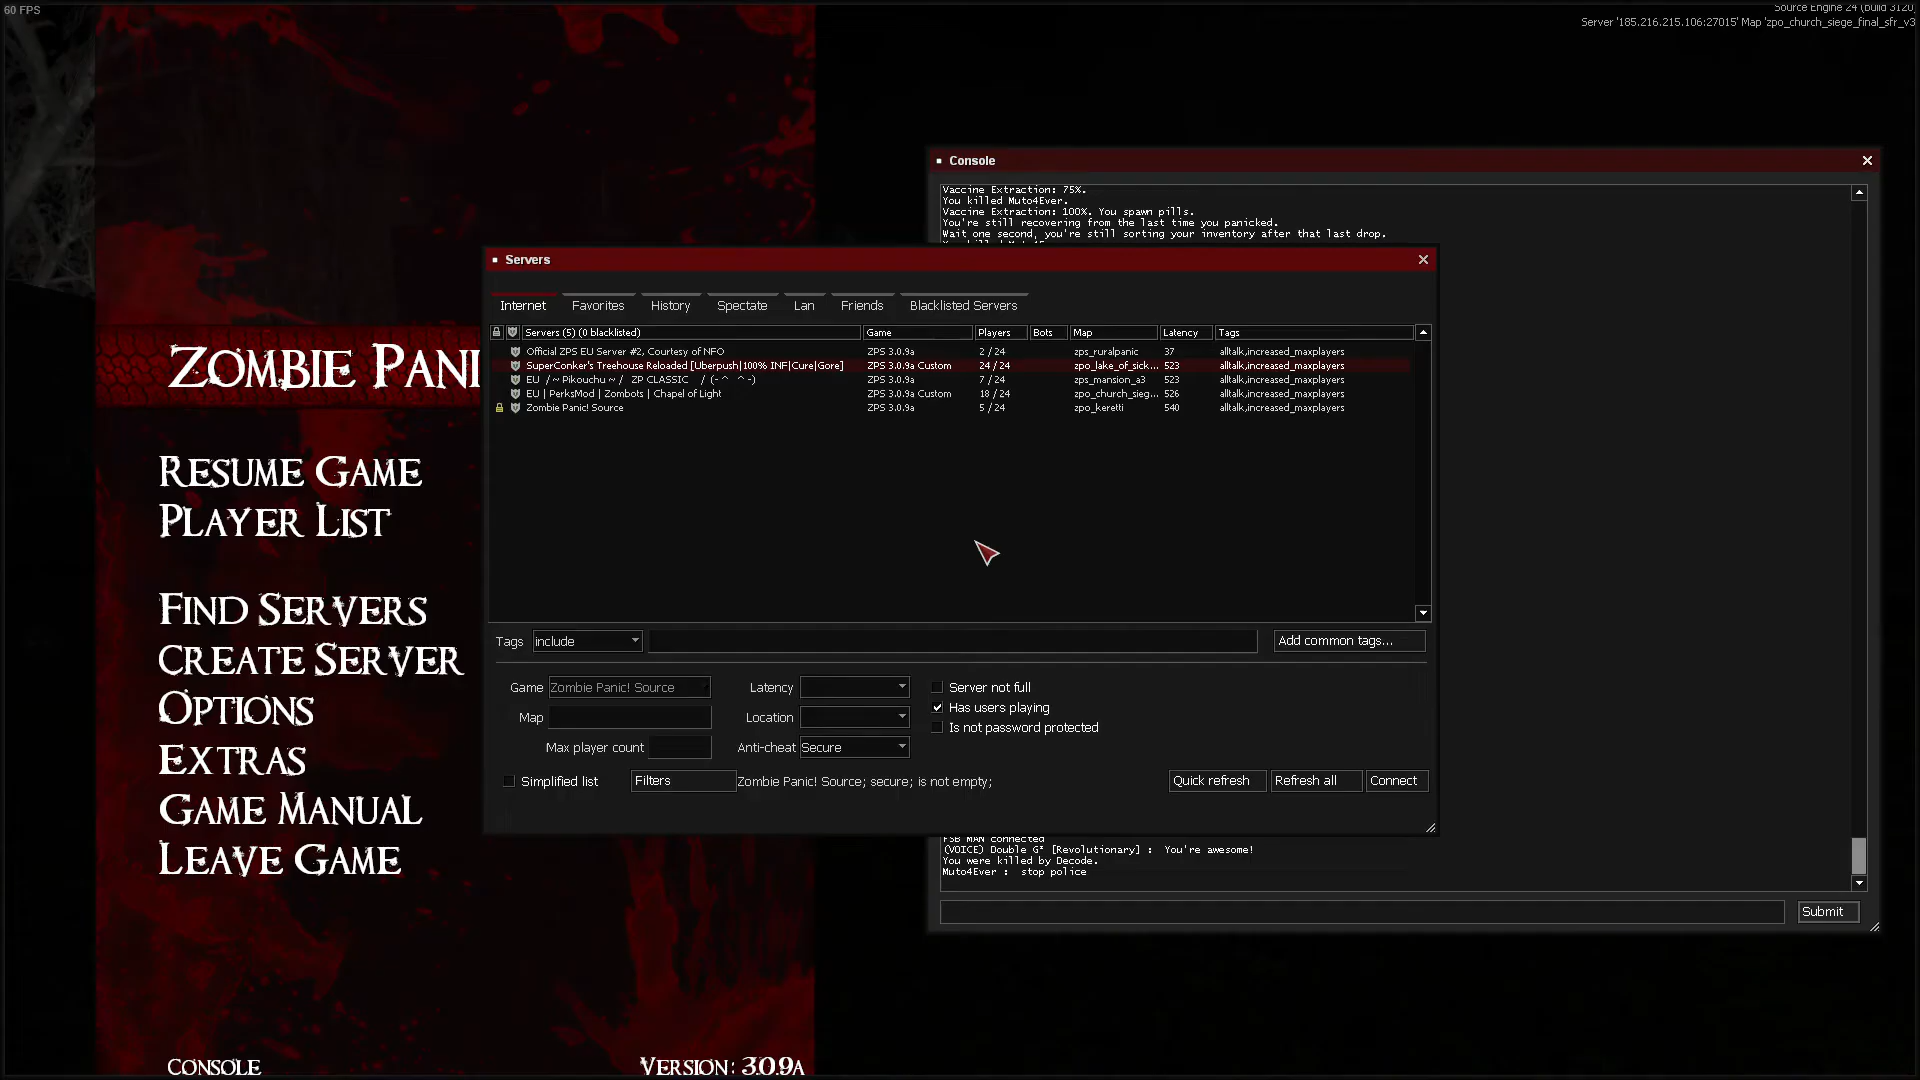 60 FPS
Source Engine 24 (build 3120)
Server '185.216.215.106:27015' Map 'zpo_church_siege_final_sfr_v3
Console
Vaccine Extraction: 75%.
You killed Muto4Ever.
Vaccine Extraction: 100%. You spawn pills.
You're still recovering from the last time you panicked.
Wait one second, you're still sorting your inventory after that last drop.
Servers
Internet Favorites History Spectate Lan Friends Blacklisted Servers
Servers (5) (0 blacklisted) Game Players Bots Map Latency Tags
Official ZPS EU Server #2, Courtesy of NFO ZPS 3.0.9a 2 / 24 zps_ruralpanic 37 alltalk,increased_maxplayers
SuperConker's Treehouse Reloaded [Uberpush|100% INF|Cure|Gore] ZPS 3.0.9a Custom 24 / 24 zpo_lake_of_sick... 523 alltalk,increased_maxplayers
EU / ~ Pikouchu ~ / ZP CLASSIC / (- ^ ^ -) ZPS 3.0.9a 7 / 24 zps_mansion_a3 523 alltalk,increased_maxplayers
EU | PerksMod | Zombots | Chapel of Light ZPS 3.0.9a Custom 18 / 24 zpo_church_sieg... 526 alltalk,increased_maxplayers
Zombie Panic! Source ZPS 3.0.9a 5 / 24 zpo_keretti 540 alltalk,increased_maxplayers
Zombie Pani
Resume Game
Player List
Find Servers
Create Server
Options
Extras
Game Manual
Leave Game
Tags include Add common tags...
Game Zombie Panic! Source Latency Server not full
Has users playing
Map Location
Is not password protected
Max player count Anti-cheat Secure
Simplified list Filters Zombie Panic! Source; secure; is not empty; Quick refresh Refresh all Connect
FSB MAN connected
(VOICE) Double G² [Revolutionary] : You're awesome!
You were killed by Decode.
Muto4Ever : stop police
Submit
Console
Version: 3.0.9a